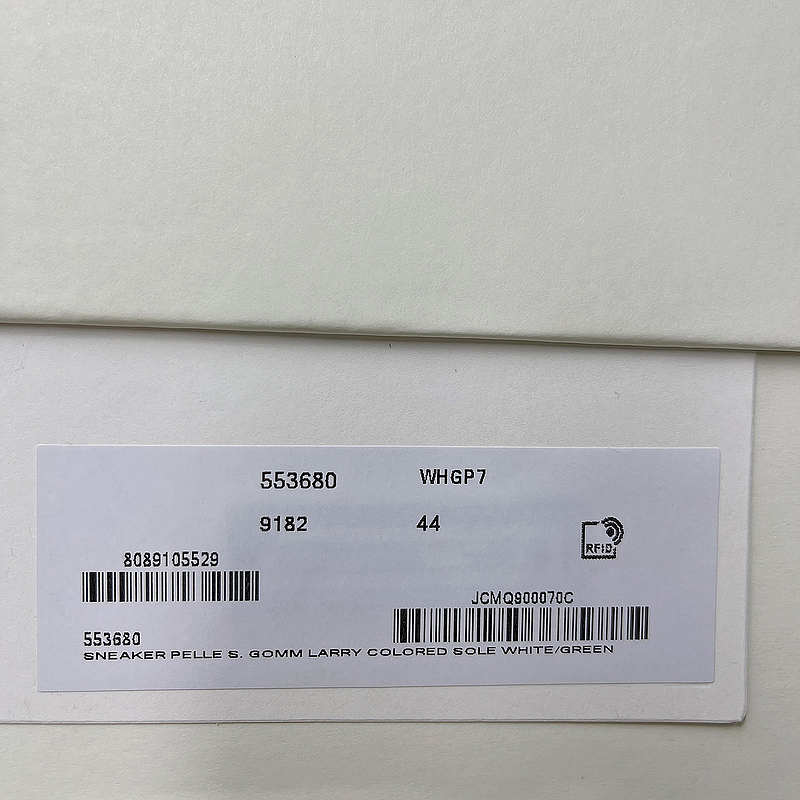 553680 WHGP7
9182 44
RFID
8089105529
JCMQ900070C
553680
SNEAKER PELLE S. GOMM LARRY COLORED SOLE WHITE/GREEN